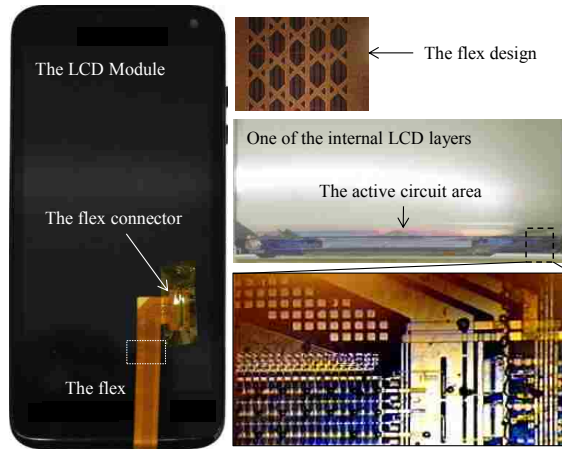 The LCD Module
The flex connector
The flex
The flex design
One of the internal LCD layers
The active circuit area